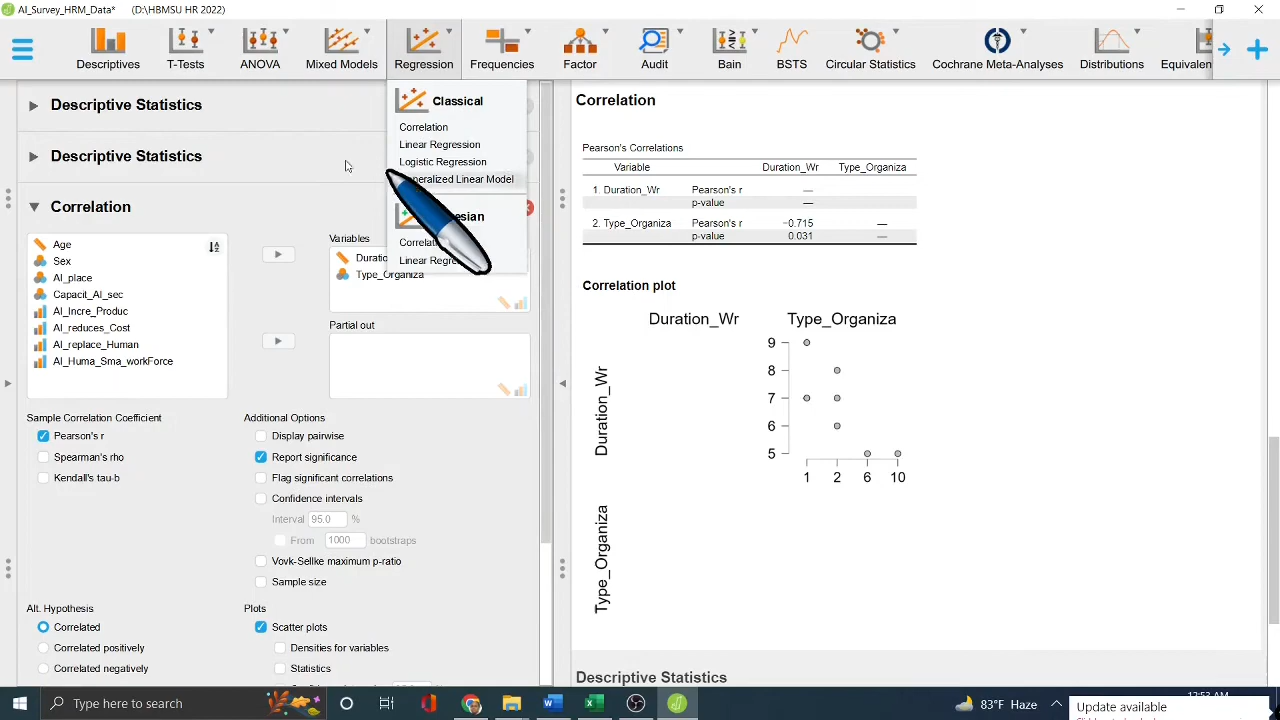 AI_Survey_HRM_Data* (D:\HBMSU HR 2022)
Descriptives T-Tests ANOVA Mixed Models Regression Frequencies Factor Audit Bain BSTS Circular Statistics Cochrane Meta-Analyses Distributions Equivalen
Classical
Correlation
Linear Regression
Logistic Regression
Linear Model
Descriptive Statistics
Descriptive Statistics
Correlation
Age
Sex
AI_place
Capacit_AI_sec
AI_Incre_Produc
AI_reduces_Cost
AI_replace_Human
AI_Huma_Sma_workForce
Variables
Type_Organiza
Partial out
Sample Correlation Coefficient
Pearson's r
Spearman's rho
Kendall's tau-b
Additional Options
Display pairwise
Report significance
Flag significant correlations
Confidence intervals
Interval 95.0 %
From 1000 bootstraps
Vovk-Sellke maximum p-ratio
Sample size
Alt. Hypothesis
Correlated
Correlated positively
Correlated negatively
Plots
Scatter plots
Densities for variables
Statistics
Correlation
Pearson's Correlations
Variable Duration_Wr Type_Organiza
1. Duration_Wr Pearson's r —
p-value —
2. Type_Organiza Pearson's r −0.715 —
p-value 0.031 —
Correlation plot
Duration_Wr Type_Organiza
Duration_Wr
9
8
7
6
5
1 2 6 10
Type_Organiza
Descriptive Statistics
Type here to search
83°F Haze
Update available